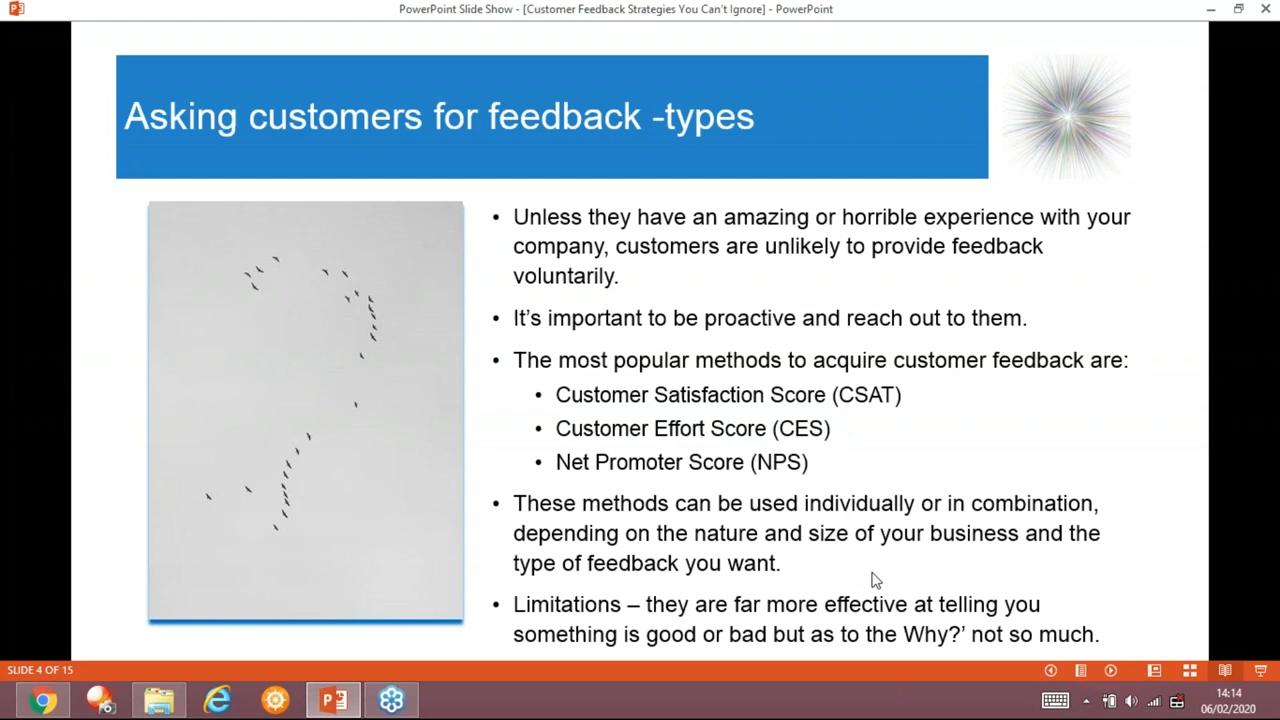 PowerPoint Slide Show - [Customer Feedback Strategies You Can't Ignore] - PowerPoint
Asking customers for feedback -types
• Unless they have an amazing or horrible experience with your
company, customers are unlikely to provide feedback
voluntarily.
• It’s important to be proactive and reach out to them.
• The most popular methods to acquire customer feedback are:
• Customer Satisfaction Score (CSAT)
• Customer Effort Score (CES)
• Net Promoter Score (NPS)
• These methods can be used individually or in combination,
depending on the nature and size of your business and the
type of feedback you want.
• Limitations – they are far more effective at telling you
something is good or bad but as to the Why?’ not so much.
SLIDE 4 OF 15
14:14
06/02/2020